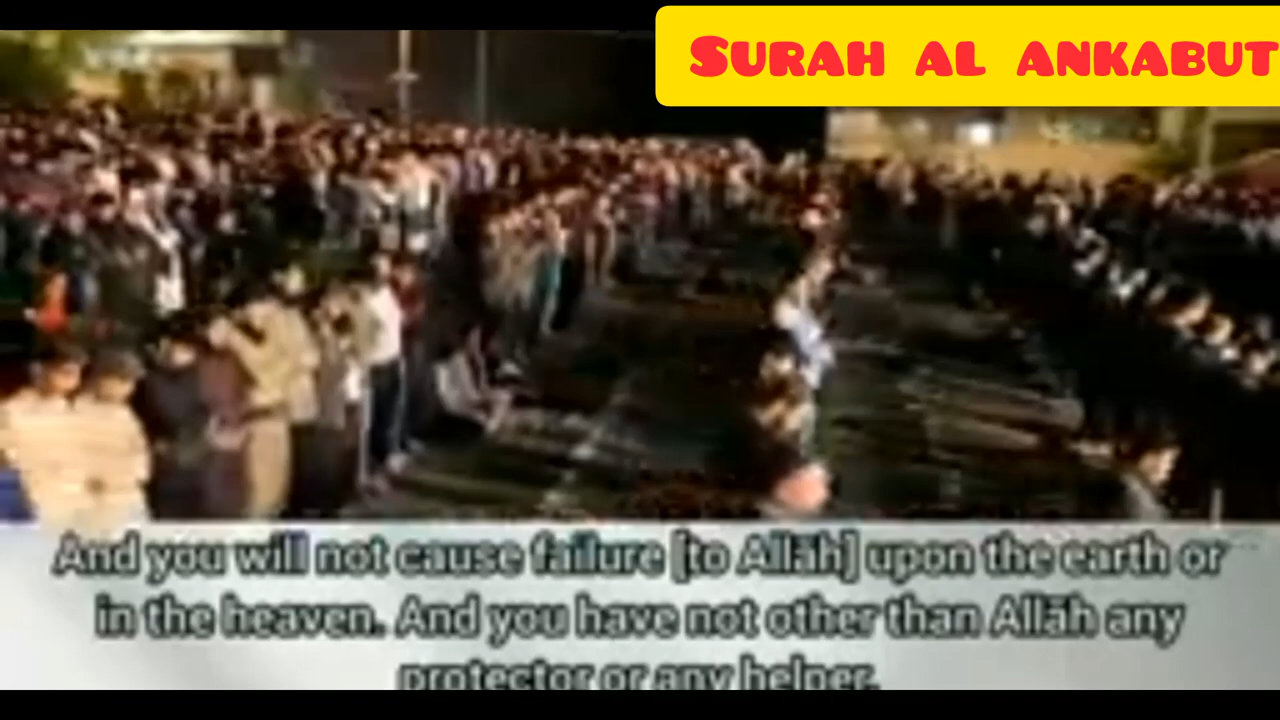 SURAH AL ANKABUT
And you will not cause failure [to Allāh] upon the earth or
in the heaven. And you have not other than Allāh any
protector or any helper.